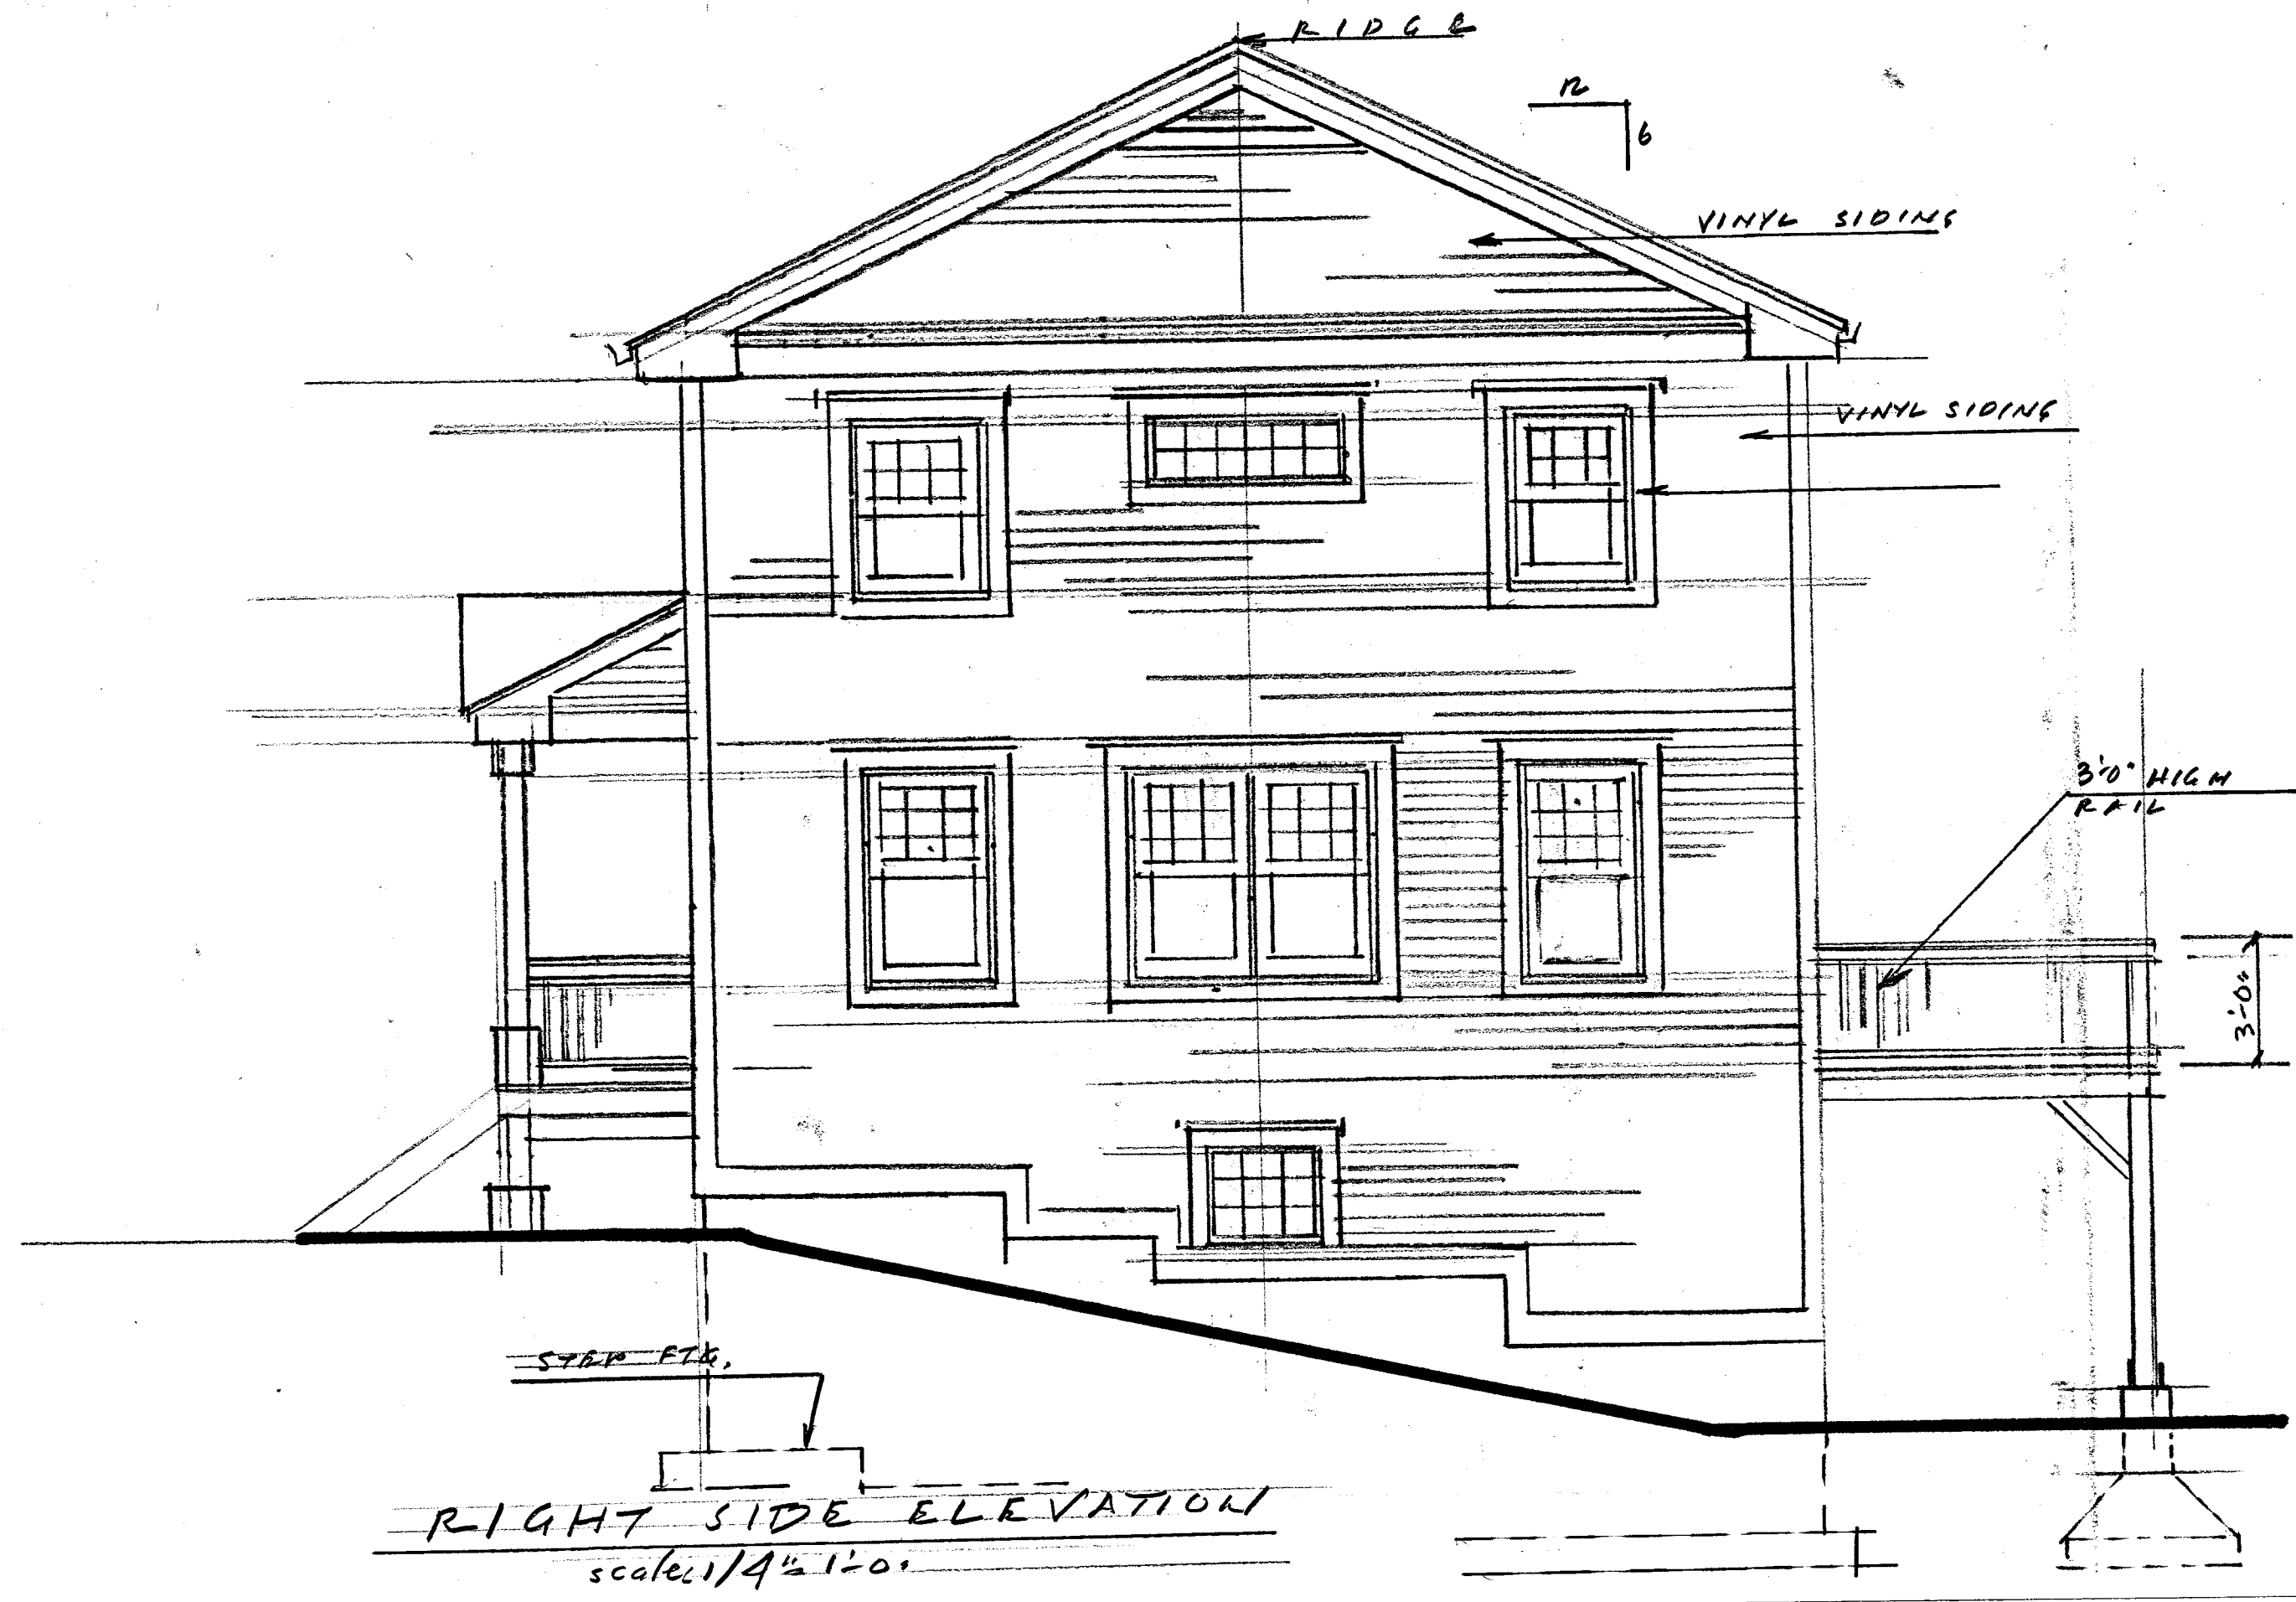 RIDGE
12
6
VINYL SIDING
VINYL SIDING
3'-0" HIGH
RAIL
3'-0"
STEP FTG.
RIGHT SIDE ELEVATION
scale: 1/4" = 1'-0"